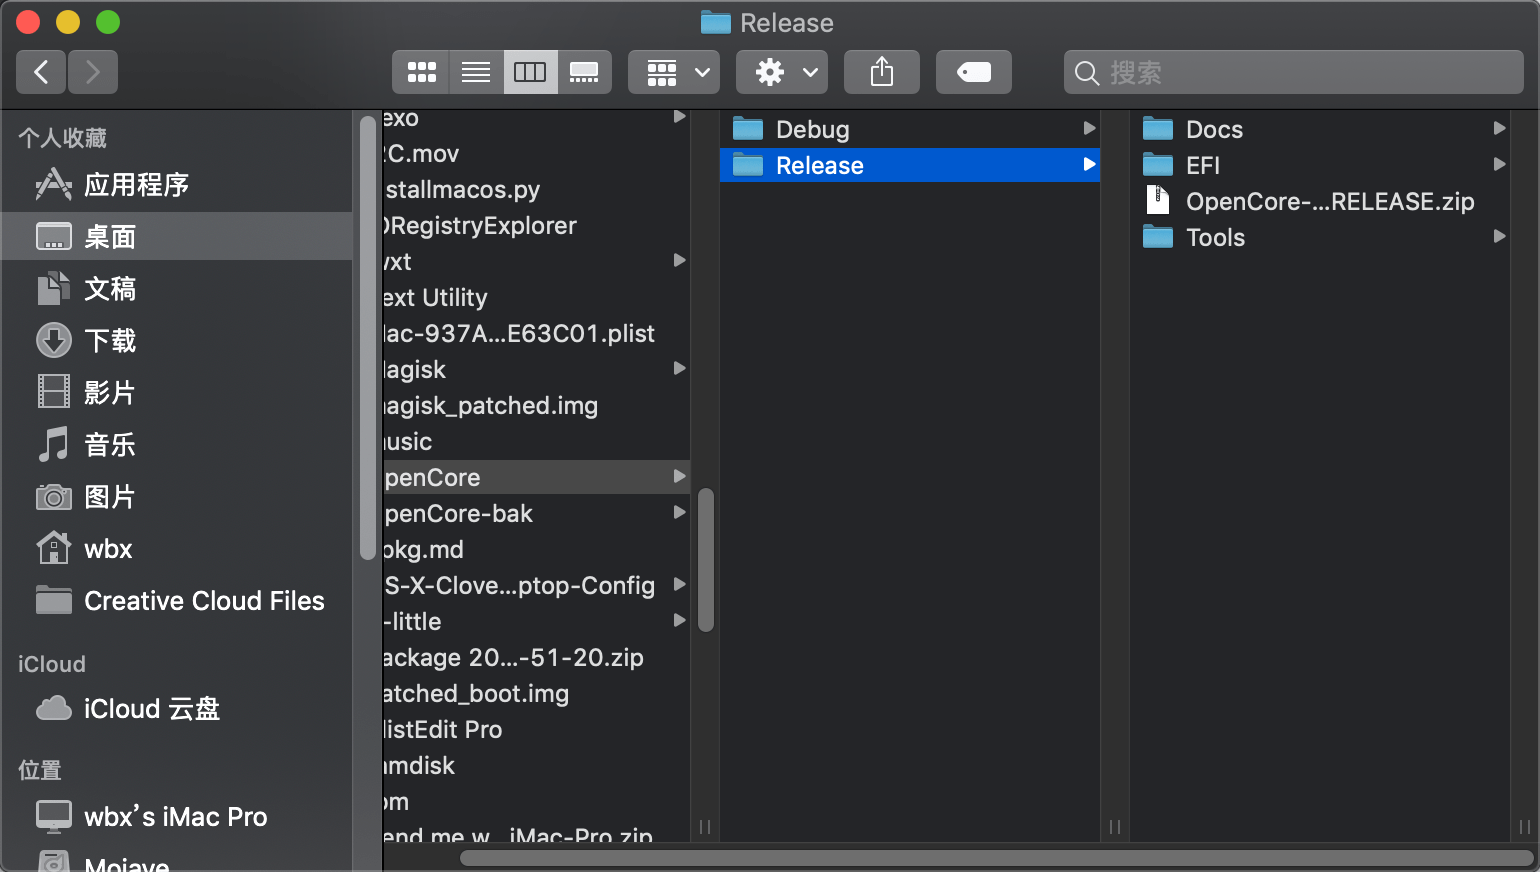 Release
搜索
个人收藏
应用程序
桌面
文稿
下载
影片
音乐
图片
wbx
Creative Cloud Files
iCloud
iCloud 云盘
位置
wbx's iMac Pro
Mojave
exo
C.mov
stallmacos.py
RegistryExplorer
xt
ext Utility
ac-937A...E63C01.plist
agisk
agisk_patched.img
usic
penCore
penCore-bak
pkg.md
S-X-Clove...ptop-Config
-little
ackage 20...-51-20.zip
atched_boot.img
listEdit Pro
mdisk
om
end me w...iMac-Pro.zip
Debug
Release
Docs
EFI
OpenCore-...RELEASE.zip
Tools